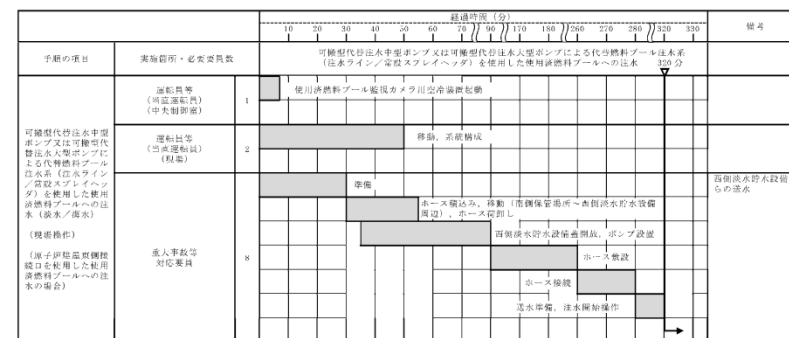 経過時間（分）
10 20 30 40 50 60 70 90 170 180 260 270 280 320 330
備考
手順の項目
実施箇所・必要要員数
可搬型代替注水中型ポンプ又は可搬型代替注水大型ポンプによる代替燃料プール注水系
（注水ライン／常設スプレイヘッダ）を使用した使用済燃料プールへの注水 320分
可搬型代替注水中型
ポンプ又は可搬型代
替注水大型ポンプに
よる代替燃料プール
注水系（注水ライン
／常設スプレイヘッ
ダ）を使用した使用
済燃料プールへの注
水（淡水／海水）
（現場操作）
（原子炉建屋東側接
続口を使用した使用
済燃料プールへの注
水の場合）
運転員等
（当直運転員）
（中央制御室）
1
使用済燃料プール監視カメラ用空冷装置起動
運転員等
（当直運転員）
（現場）
2
移動，系統構成
重大事故等
対応要員
8
準備
ホース積込み，移動（南側保管場所～西側淡水貯水設備
周辺），ホース荷卸し
西側淡水貯水設備蓋開放，ポンプ設置
ホース敷設
ホース接続
送水準備，注水開始操作
西側淡水貯水設備か
らの送水